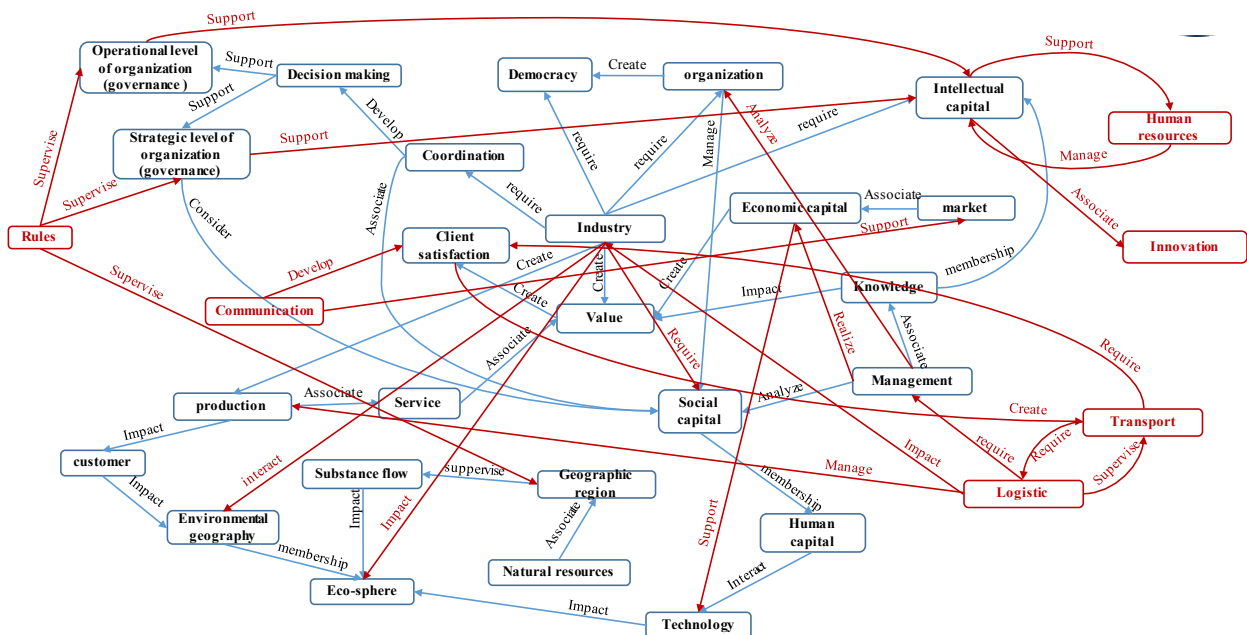 Support
Operational level
of organization
(governance )
Support
Decision making
Democracy
Create
organization
Support
Intellectual
capital
Human
resources
Support
Strategic level of
organization
(governance)
Support
Develop
Coordination
require
require
Manage
Analyze
require
Manage
Supervise
Supervise
Consider
Associate
require
Industry
Economic capital
Associate
market
Support
Associate
Innovation
Rules
Client
satisfaction
Create
Create
Create
membership
Supervise
Develop
Communication
Create
Value
Impact
Knowledge
Associate
Require
Realize
Associate
Require
production
Associate
Service
Social
capital
Analyze
Management
Create
Transport
Impact
customer
Impact
interact
Substance flow
suppervise
Geographic
region
membership
Manage
Impact
require
Require
Supervise
Logistic
Environmental
geography
Impact
Impact
Associate
Support
Human
capital
membership
Natural resources
Interact
Eco-sphere
Impact
Technology